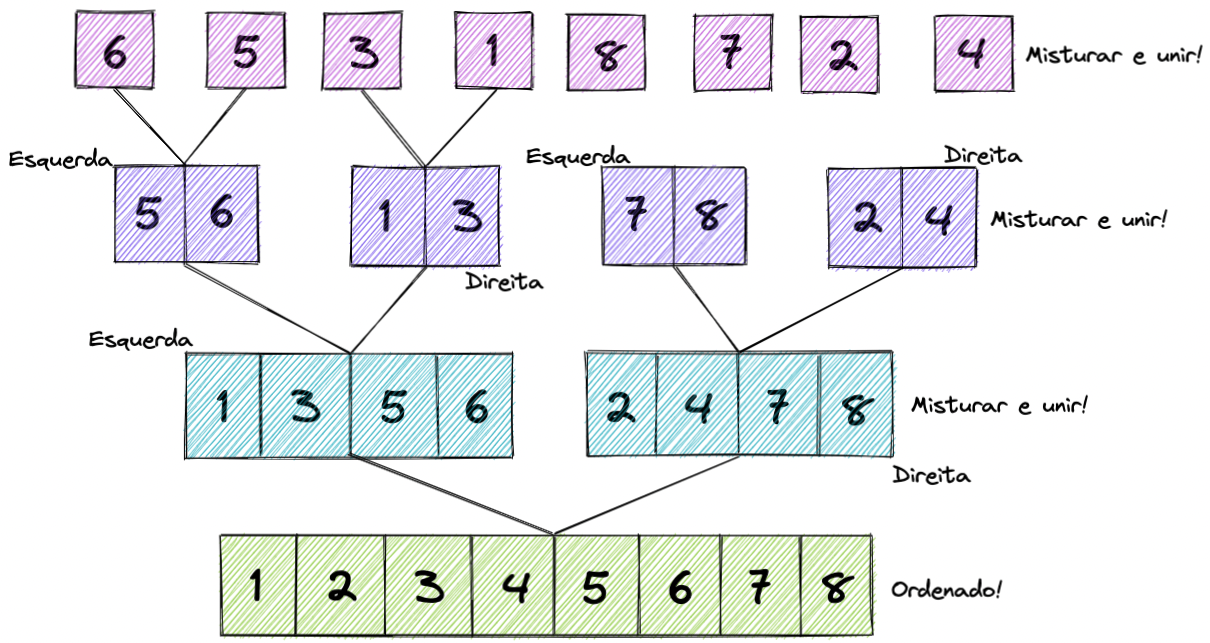 6 5 3 1 8 7 2 4 Misturar e unir!
Esquerda Esquerda Direita
5 6 1 3 7 8 2 4 Misturar e unir!
Direita
Esquerda
1 3 5 6 2 4 7 8 Misturar e unir!
Direita
1 2 3 4 5 6 7 8 Ordenado!